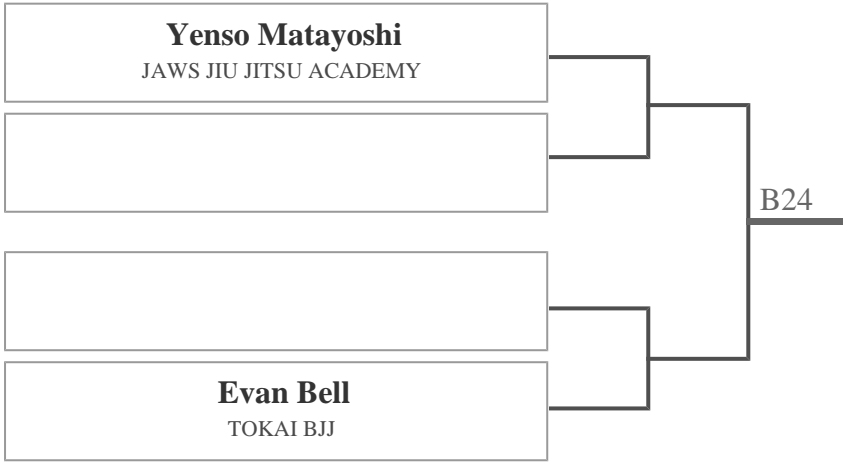 Yenso Matayoshi
JAWS JIU JITSU ACADEMY
B24
Evan Bell
TOKAI BJJ